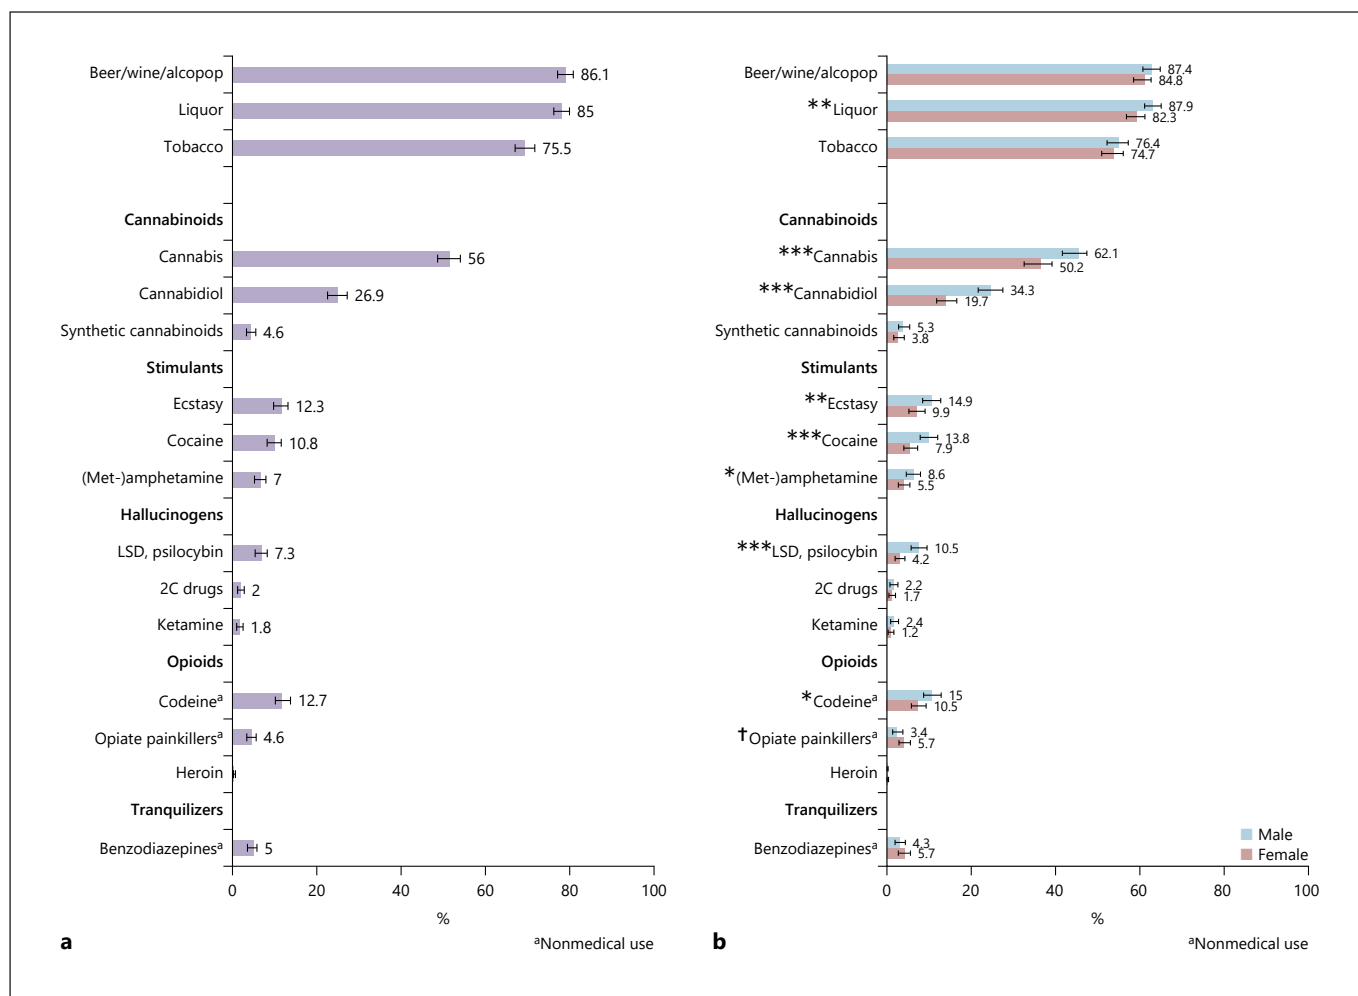 Beer/wine/alcopop 86.1
Liquor 85
Tobacco 75.5
Cannabinoids
Cannabis 56
Cannabidiol 26.9
Synthetic cannabinoids 4.6
Stimulants
Ecstasy 12.3
Cocaine 10.8
(Met-)amphetamine 7
Hallucinogens
LSD, psilocybin 7.3
2C drugs 2
Ketamine 1.8
Opioids
Codeineᵃ 12.7
Opiate painkillersᵃ 4.6
Heroin
Tranquilizers
Benzodiazepinesᵃ 5
0 20 40 60 80 100
%
a
ᵃNonmedical use
Beer/wine/alcopop 87.4
84.8
**Liquor 87.9
82.3
Tobacco 76.4
74.7
Cannabinoids
***Cannabis 62.1
50.2
***Cannabidiol 34.3
19.7
Synthetic cannabinoids 5.3
3.8
Stimulants
**Ecstasy 14.9
9.9
***Cocaine 13.8
7.9
*(Met-)amphetamine 8.6
5.5
Hallucinogens
***LSD, psilocybin 10.5
4.2
2C drugs 2.2
1.7
Ketamine 2.4
1.2
Opioids
*Codeineᵃ 15
10.5
†Opiate painkillersᵃ 3.4
5.7
Heroin
Tranquilizers
Benzodiazepinesᵃ 4.3
5.7
Male
Female
0 20 40 60 80 100
%
b
ᵃNonmedical use